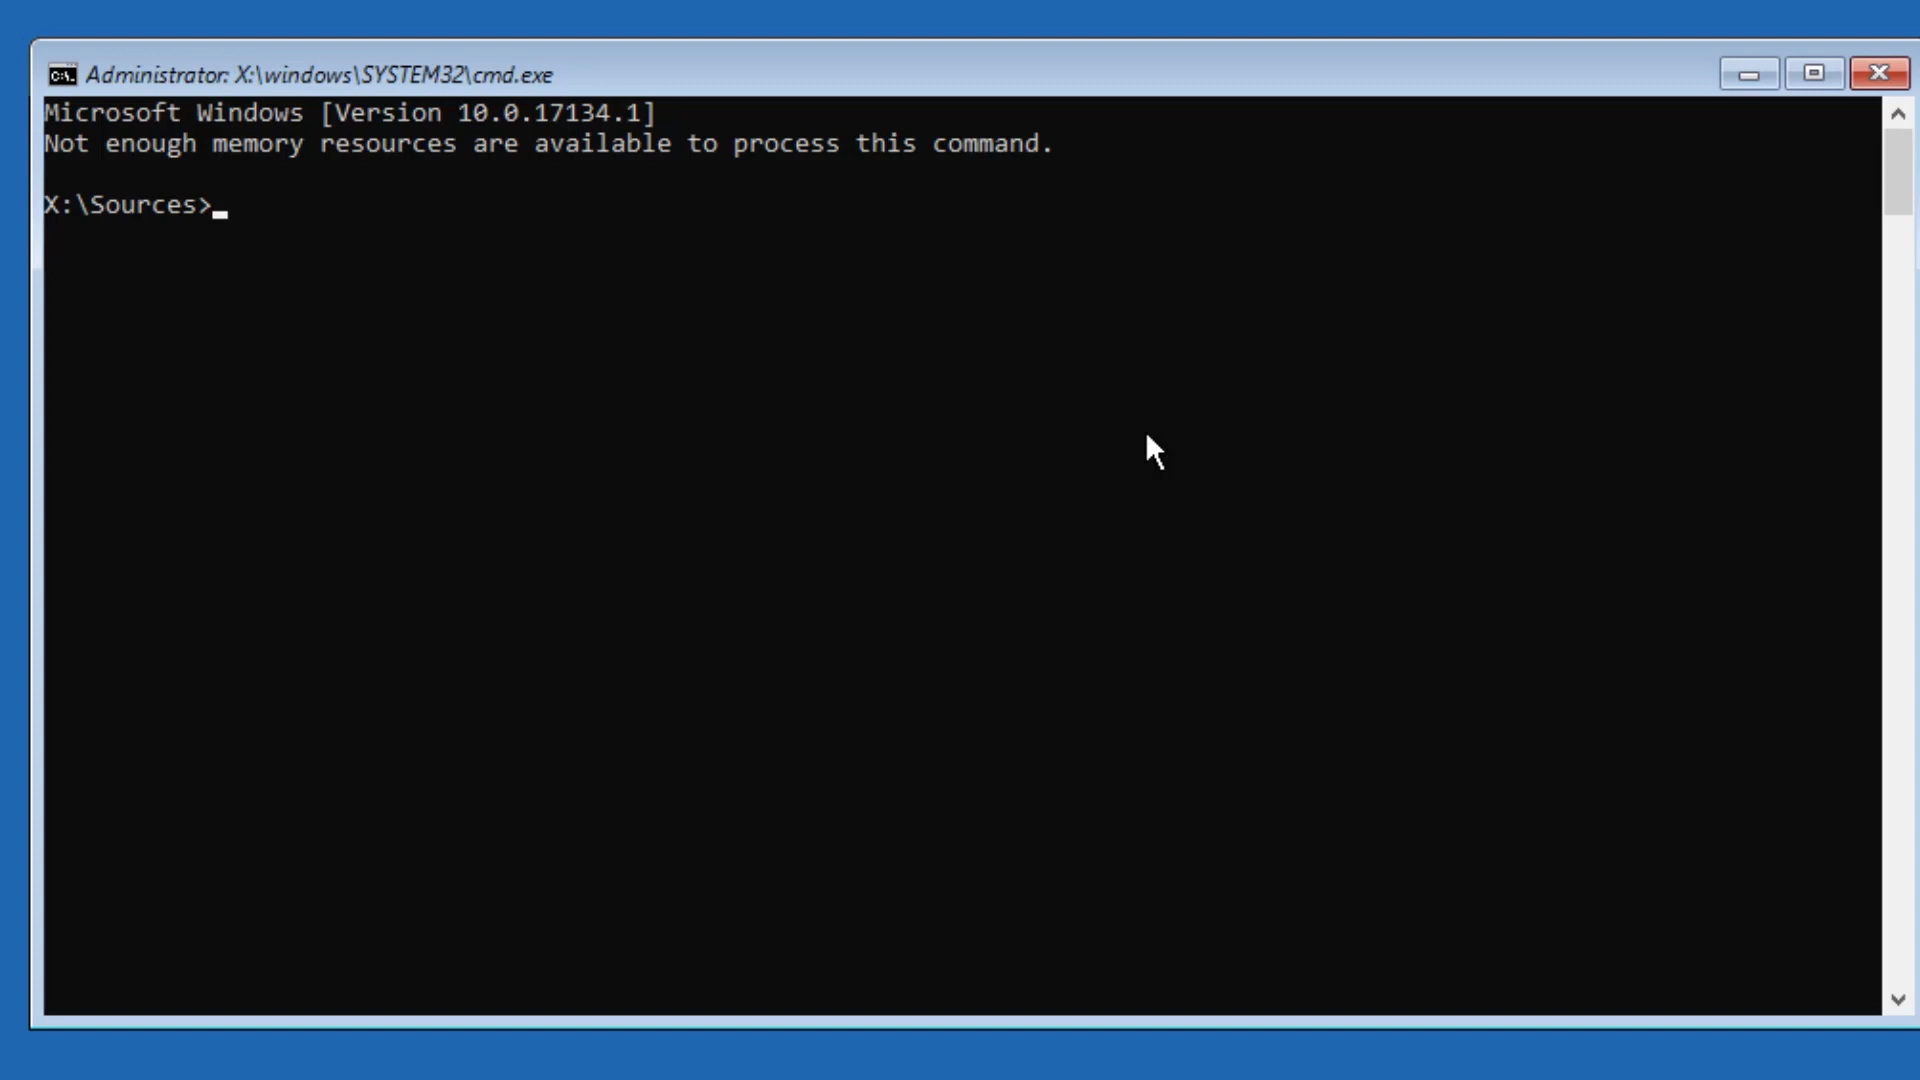 Administrator: X:\windows\SYSTEM32\cmd.exe
Microsoft Windows [Version 10.0.17134.1]
Not enough memory resources are available to process this command.
X:\Sources>